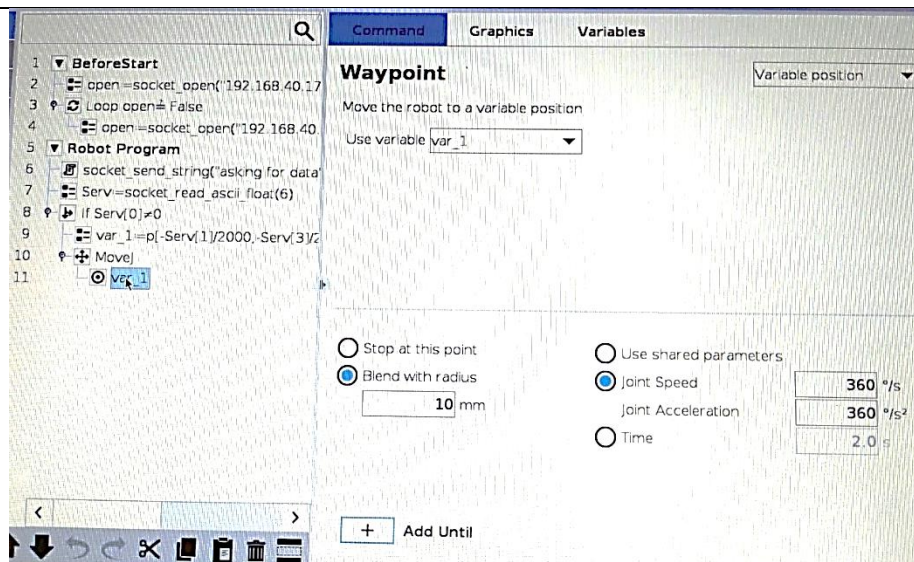 Command Graphics Variables
1 BeforeStart
2 open:=socket_open("192.168.40.17
3 Loop open≟ False
4 open:=socket_open("192.168.40.
5 Robot Program
6 socket_send_string("asking for data"
7 Serv:=socket_read_ascii_float(6)
8 If Serv[0]≠0
9 var_1:=p[-Serv[1]/2000,-Serv[3]/2
10 MoveJ
11 var_1
Waypoint
Variable position
Move the robot to a variable position
Use variable var_1
Stop at this point
Blend with radius
10 mm
Use shared parameters
Joint Speed 360 °/s
Joint Acceleration 360 °/s²
Time 2.0 s
+ Add Until